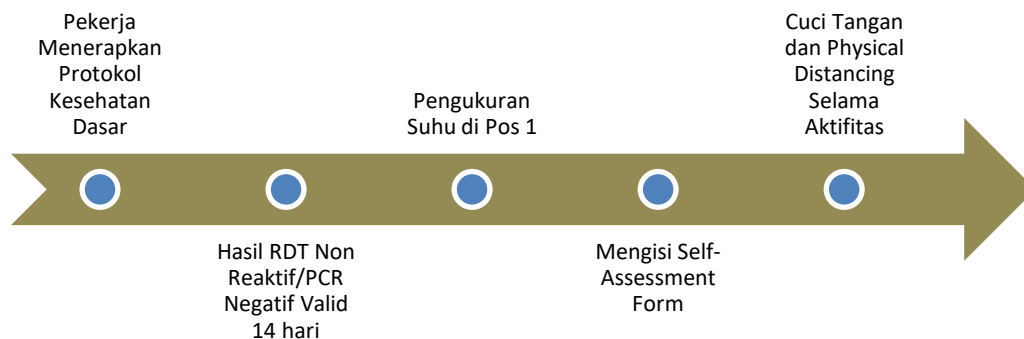 Pekerja
Menerapkan
Protokol
Kesehatan
Dasar
Hasil RDT Non
Reaktif/PCR
Negatif Valid
14 hari
Pengukuran
Suhu di Pos 1
Mengisi Self-
Assessment
Form
Cuci Tangan
dan Physical
Distancing
Selama
Aktifitas